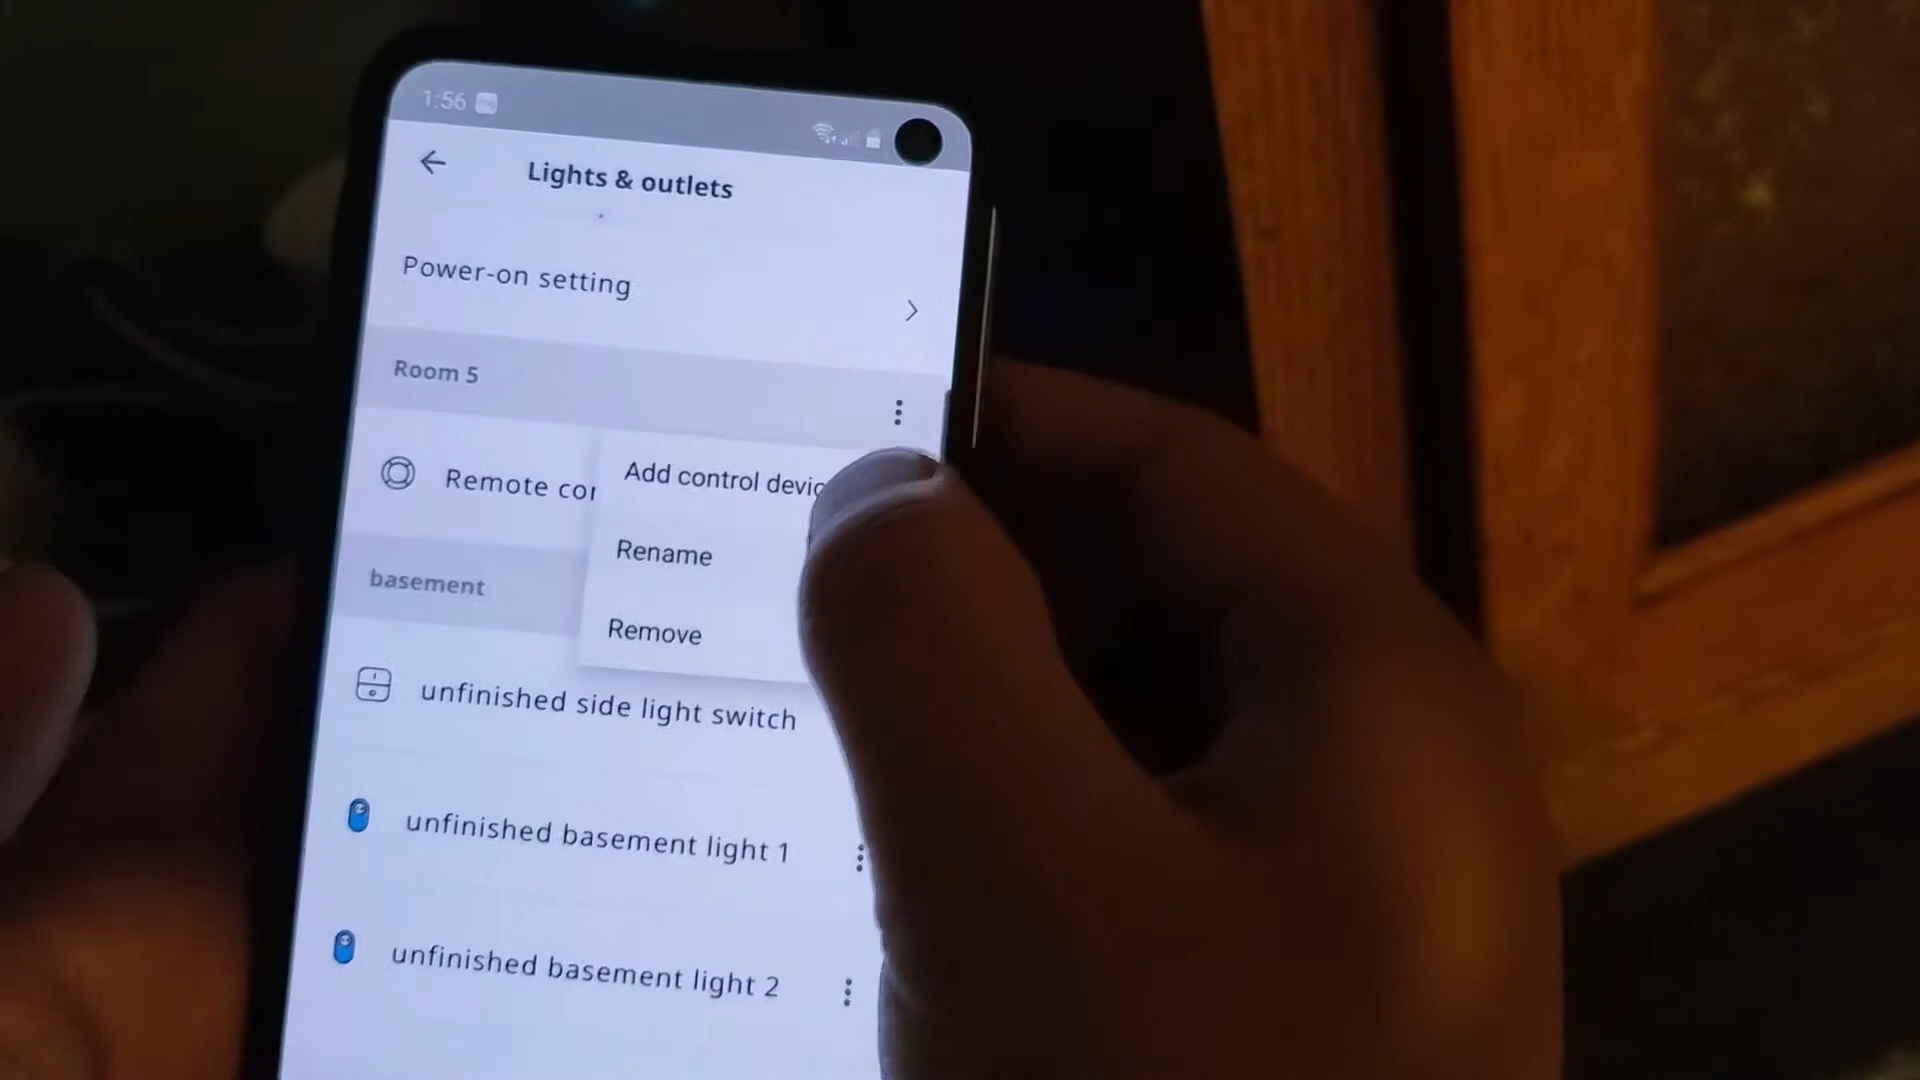 1:56
Lights & outlets
Power-on setting
Room 5
Add control
Remote
Rename
basement
Remove
unfinished side light switch
unfinished basement light 1
unfinished basement light 2